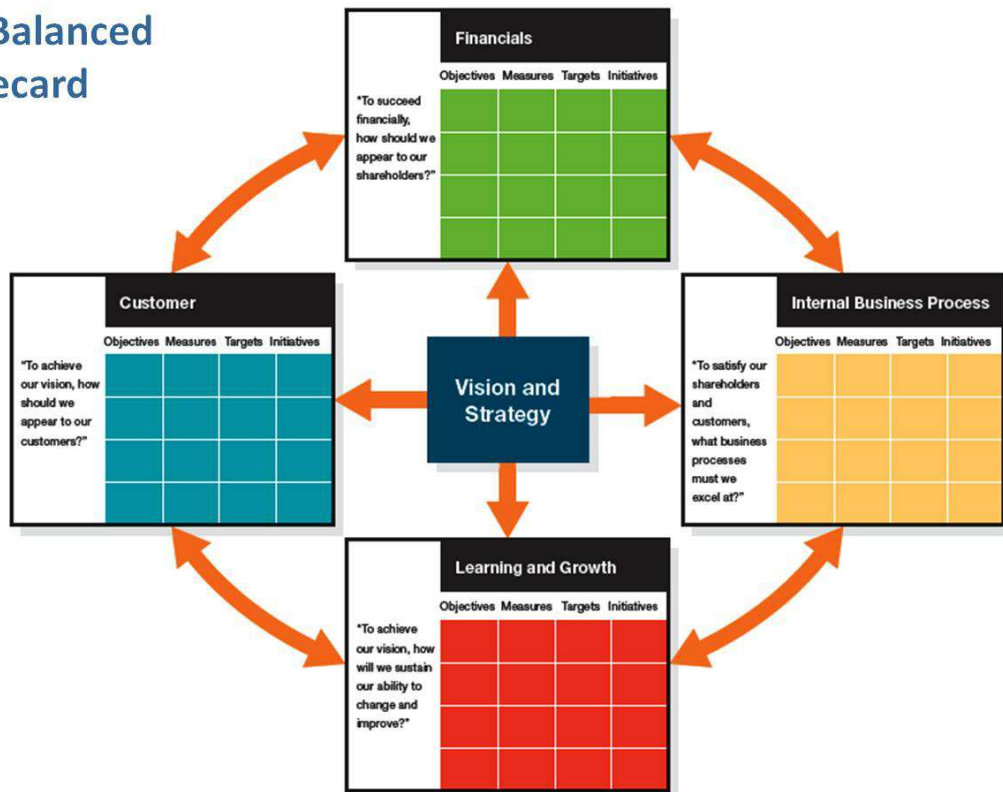 Balanced
ecard
Financials
Objectives Measures Targets Initiatives
"To succeed
financially,
how should we
appear to our
shareholders?"
Customer
Objectives Measures Targets Initiatives
"To achieve
our vision, how
should we
appear to our
customers?"
Vision and
Strategy
Internal Business Process
Objectives Measures Targets Initiatives
"To satisfy our
shareholders
and
customers,
what business
processes
must we
excel at?"
Learning and Growth
Objectives Measures Targets Initiatives
"To achieve
our vision, how
will we sustain
our ability to
change and
improve?"